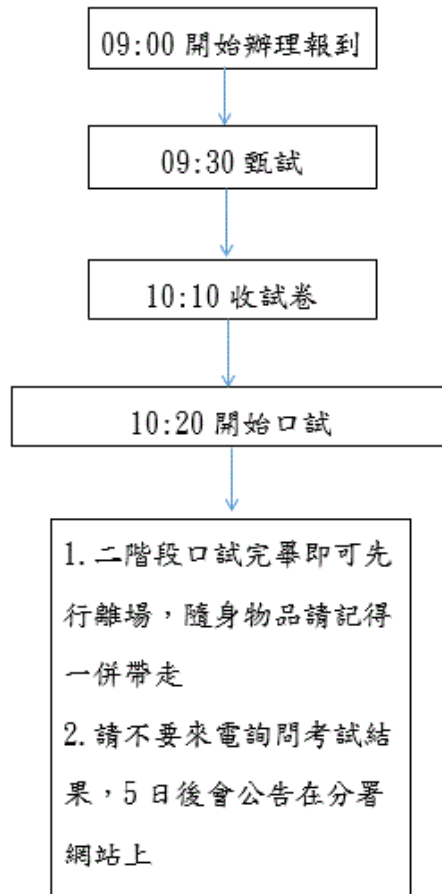 09:00 開始辦理報到
09:30 甄試
10:10 收試卷
10:20 開始口試
1. 二階段口試完畢即可先
行離場，隨身物品請記得
一併帶走
2. 請不要來電詢問考試結
果，5 日後會公告在分署
網站上